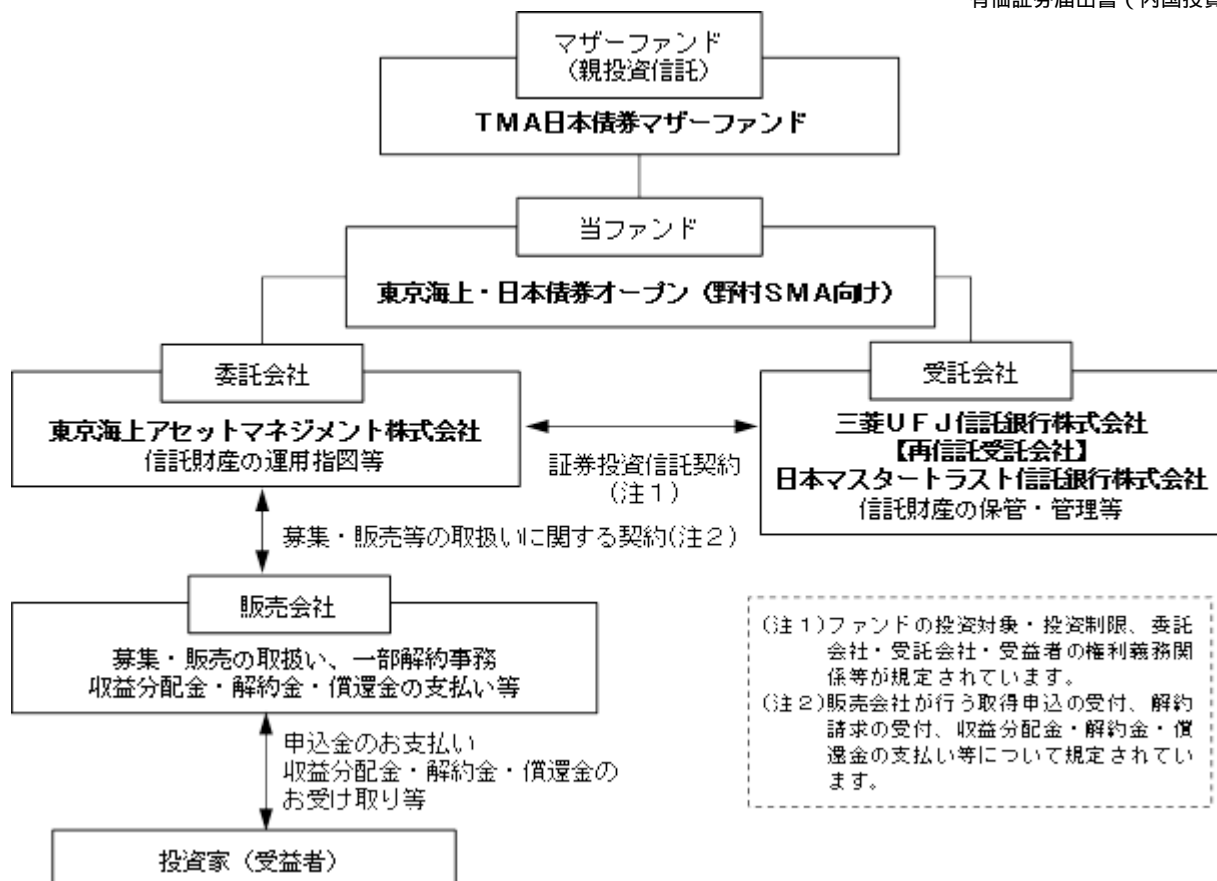 有価証券届出書(内国投資
マザーファンド
(親投資信託)
TMA日本債券マザーファンド
当ファンド
東京海上・日本債券オープン(野村SMA向け)
委託会社
東京海上アセットマネジメント株式会社
信託財産の運用指図等
受託会社
三菱UFJ信託銀行株式会社
【再信託受託会社】
日本マスタートラスト信託銀行株式会社
信託財産の保管・管理等
証券投資信託契約
(注1)
募集・販売等の取扱いに関する契約(注2)
販売会社
募集・販売の取扱い、一部解約事務
収益分配金・解約金・償還金の支払い等
(注1)ファンドの投資対象・投資制限、委託
会社・受託会社・受益者の権利義務関
係等が規定されています。
(注2)販売会社が行う取得申込の受付、解約
請求の受付、収益分配金・解約金・償
還金の支払い等について規定されてい
ます。
申込金のお支払い
収益分配金・解約金・償還金の
お受け取り等
投資家(受益者)